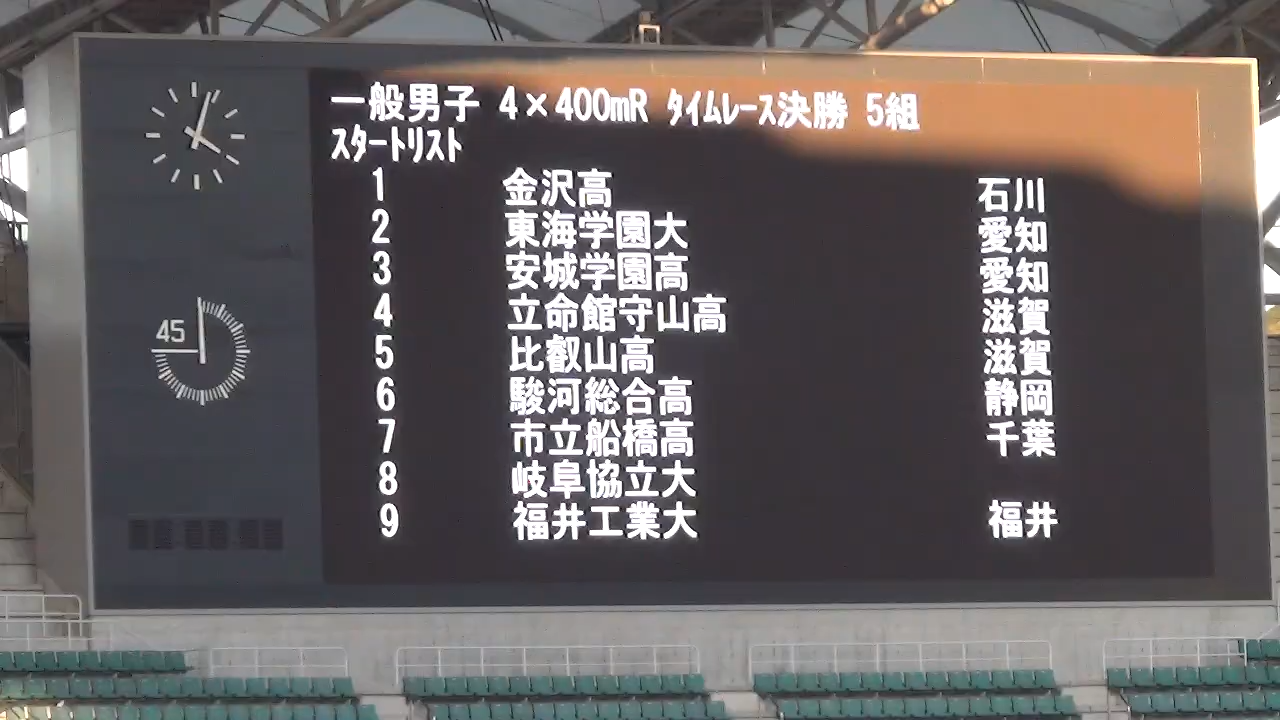 一般男子 4×400mR ﾀｲﾑﾚｰｽ決勝 5組
ｽﾀｰﾄﾘｽﾄ
1 金沢高 石川
2 東海学園大 愛知
3 安城学園高 愛知
4 立命館守山高 滋賀
5 比叡山高 滋賀
6 駿河総合高 静岡
7 市立船橋高 千葉
8 岐阜協立大
9 福井工業大 福井
45